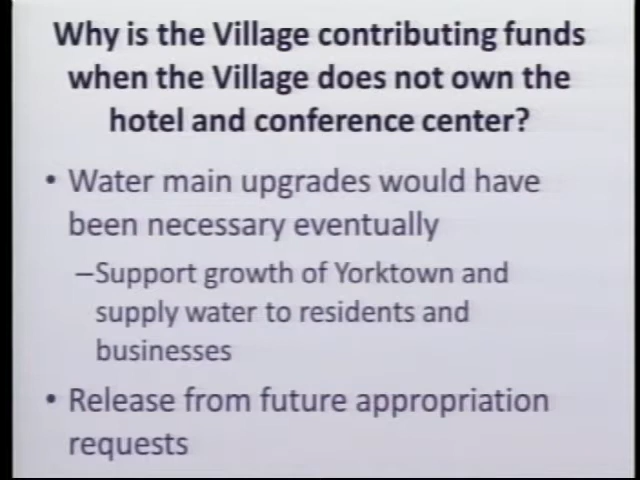 Why is the Village contributing funds
when the Village does not own the
hotel and conference center?
• Water main upgrades would have
been necessary eventually
–Support growth of Yorktown and
supply water to residents and
businesses
• Release from future appropriation
requests